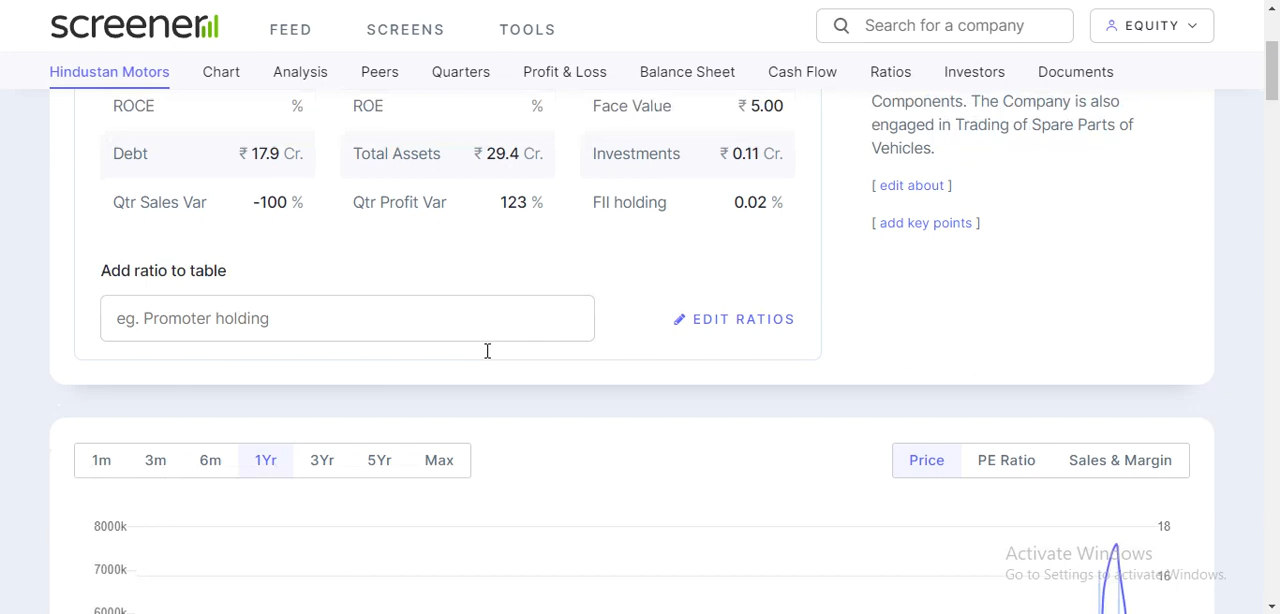 screener
FEED SCREENS TOOLS
Search for a company
EQUITY
Hindustan Motors Chart Analysis Peers Quarters Profit & Loss Balance Sheet Cash Flow Ratios Investors Documents
ROCE % ROE % Face Value ₹ 5.00
Debt ₹ 17.9 Cr. Total Assets ₹ 29.4 Cr. Investments ₹ 0.11 Cr.
Qtr Sales Var -100 % Qtr Profit Var 123 % FII holding 0.02 %
Components. The Company is also
engaged in Trading of Spare Parts of
Vehicles.
[ edit about ]
[ add key points ]
Add ratio to table
eg. Promoter holding
EDIT RATIOS
1m 3m 6m 1Yr 3Yr 5Yr Max
Price PE Ratio Sales & Margin
8000k 18
7000k 16
6000k
Activate Windows
Go to Settings to activate Windows.